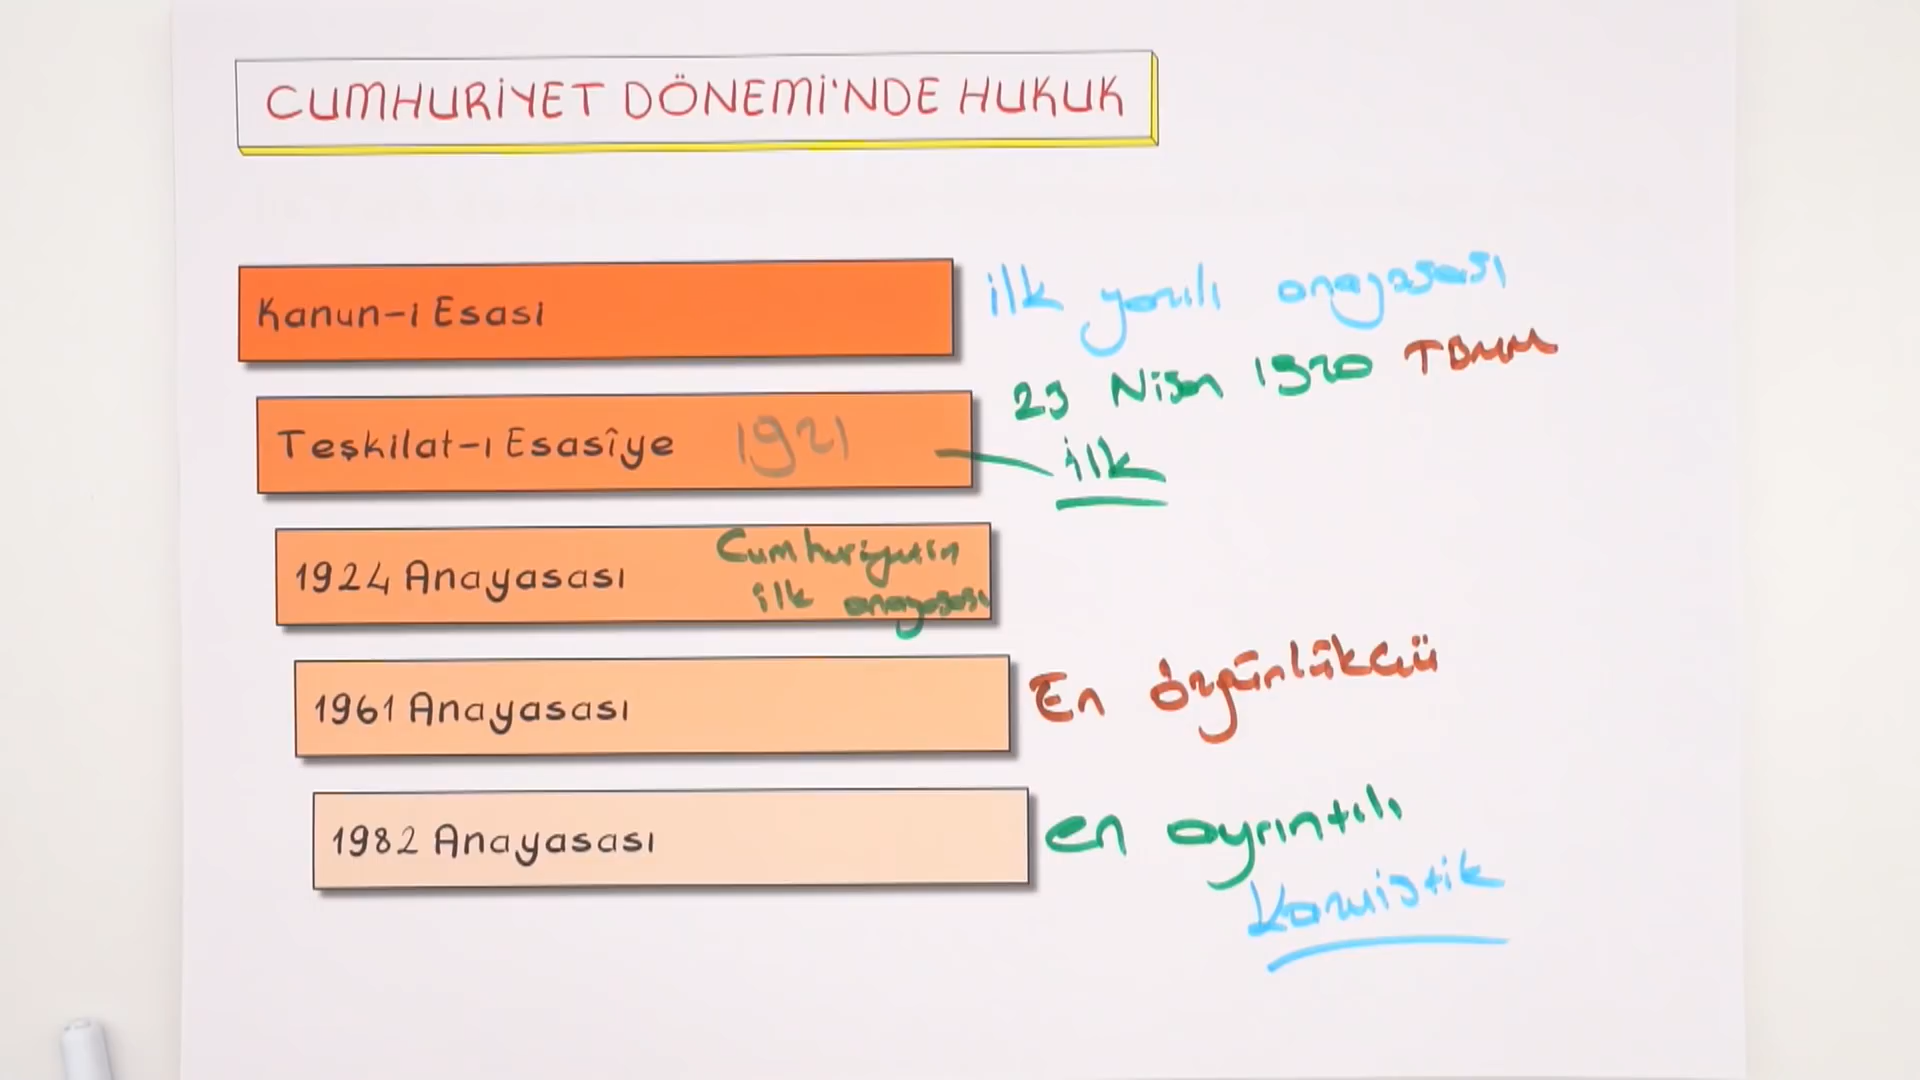 CUMHURİYET DÖNEMİ'NDE HUKUK
Kanun-ı Esasi
ilk yazılı anayasası
23 Nisan 1920 TBMM
Teşkilat-ı Esasîye 1921
ilk
1924 Anayasası
Cumhuriyetin
ilk anayasası
1961 Anayasası
En özgünlükcü
1982 Anayasası
en ayrıntılı
Kazuistik